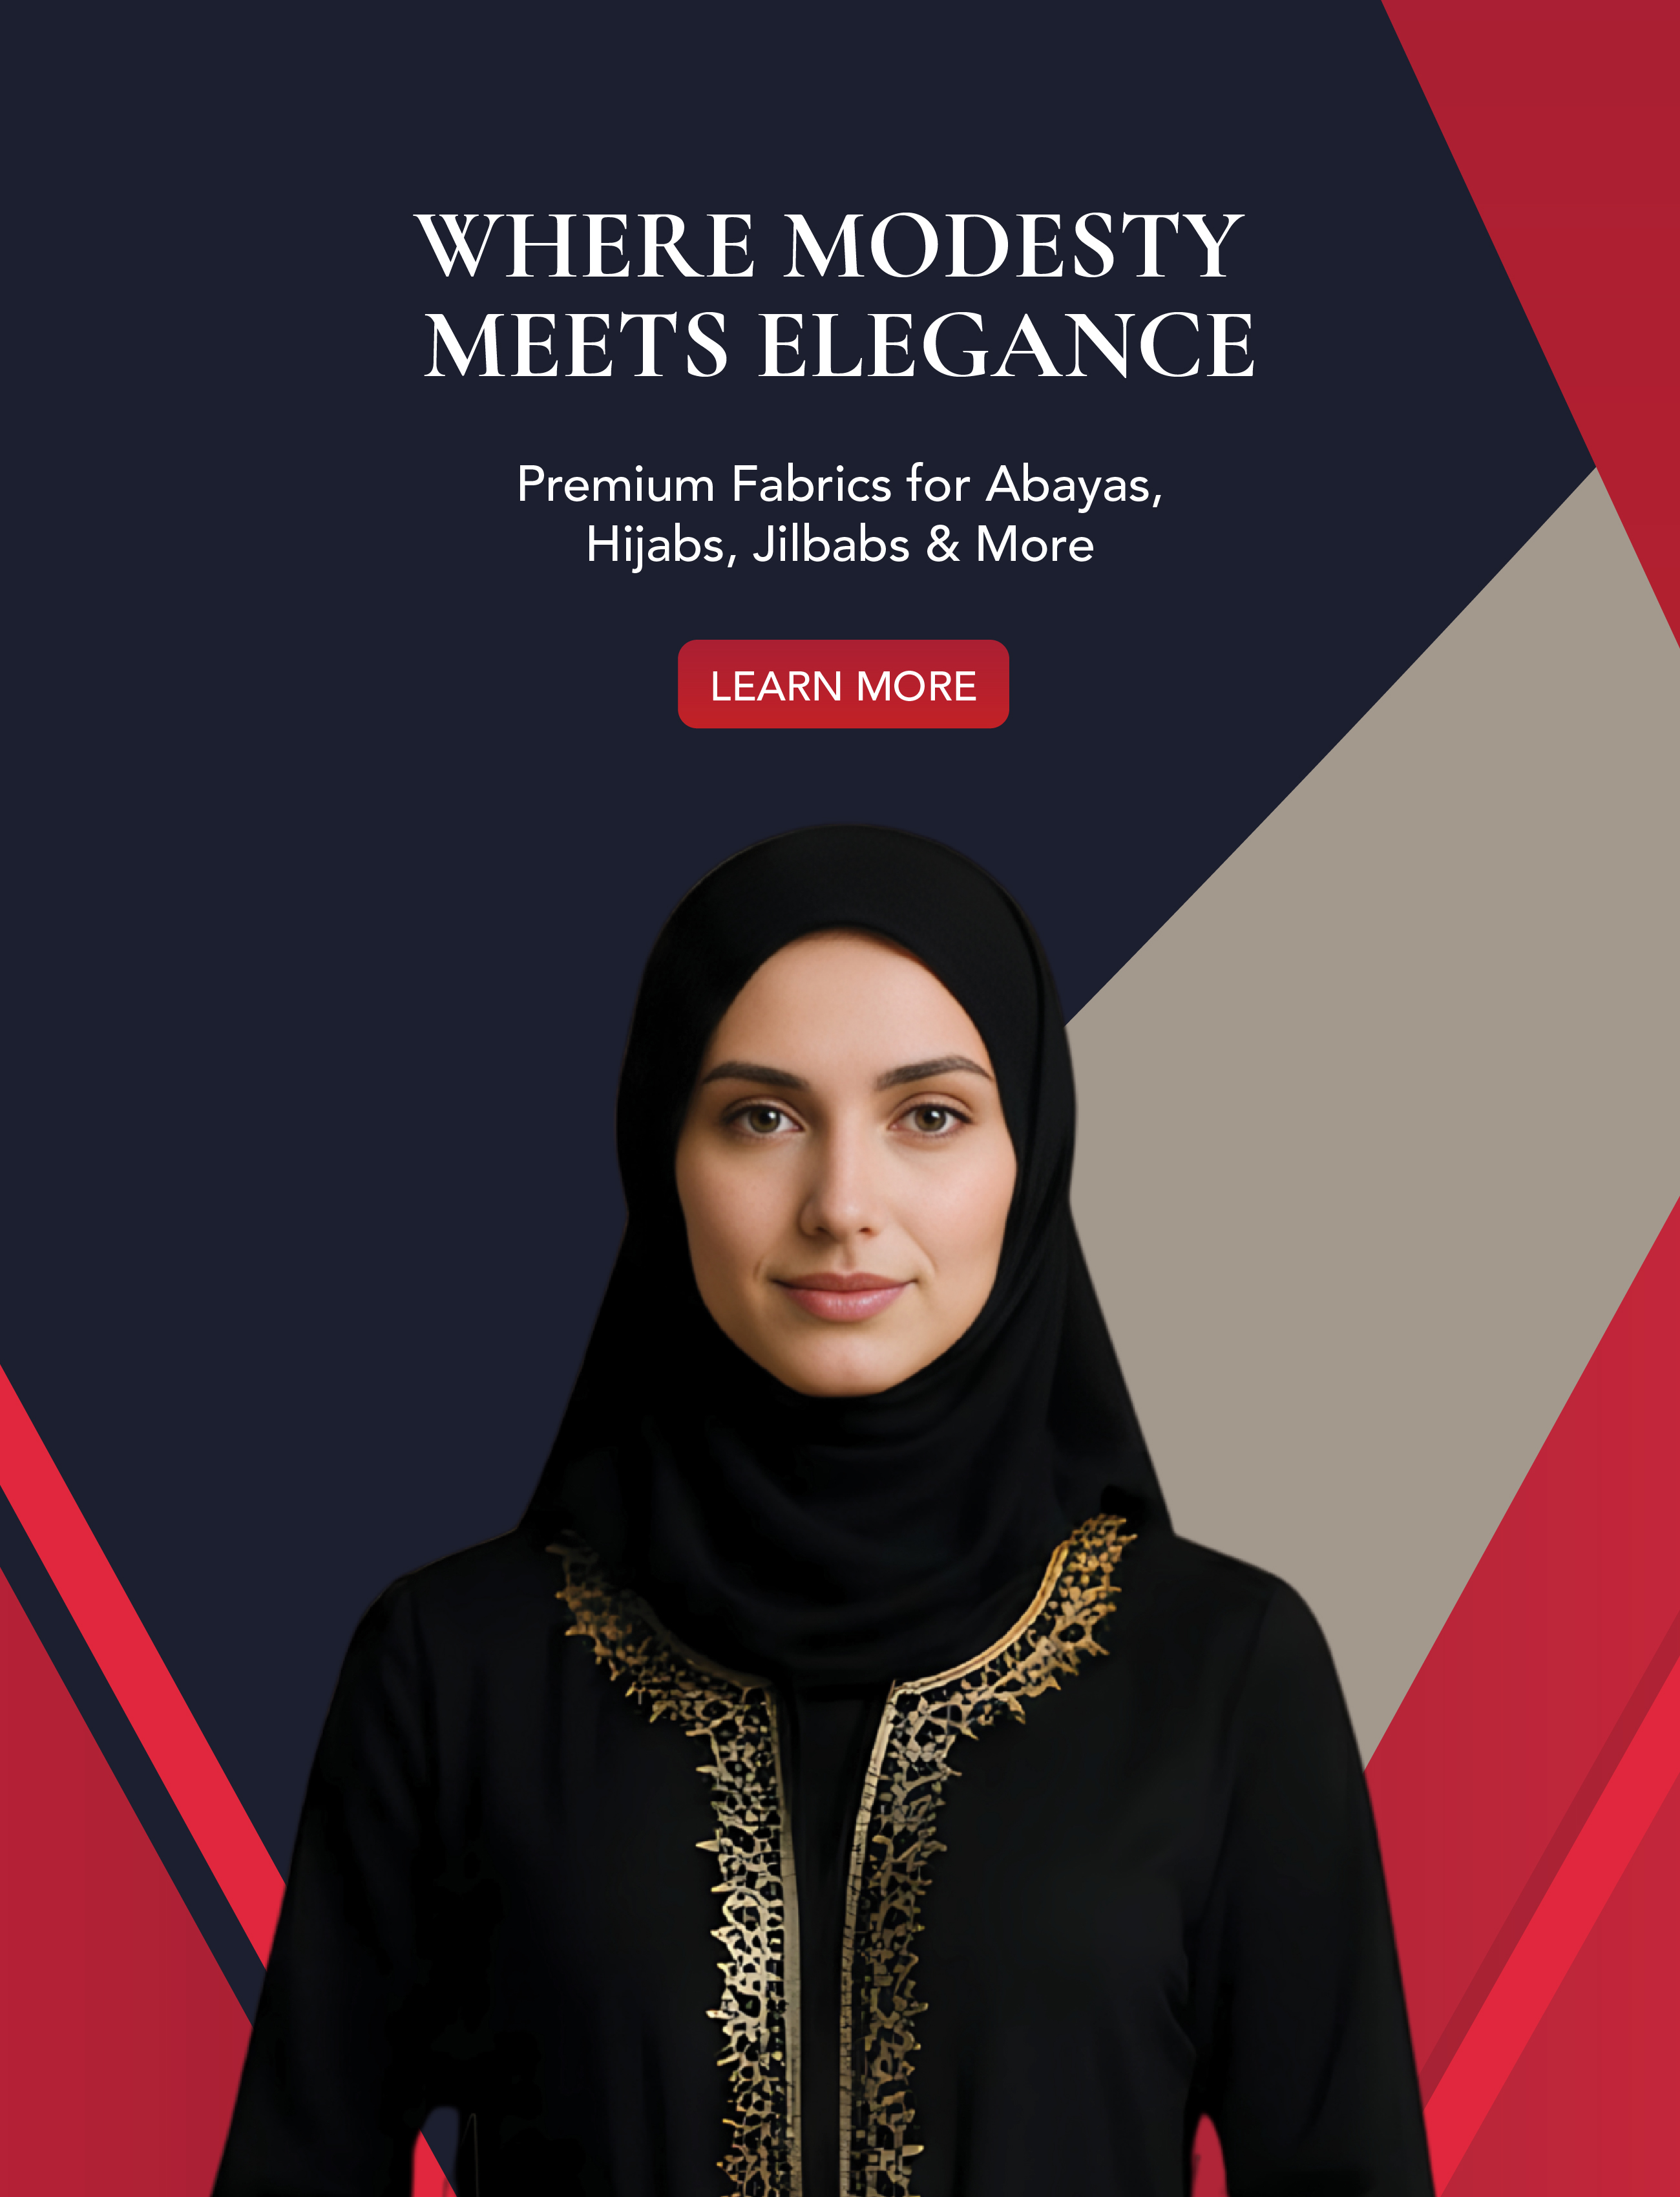 WHERE MODESTY
MEETS ELEGANCE
Premium Fabrics for Abayas,
Hijabs, Jilbabs & More
LEARN MORE